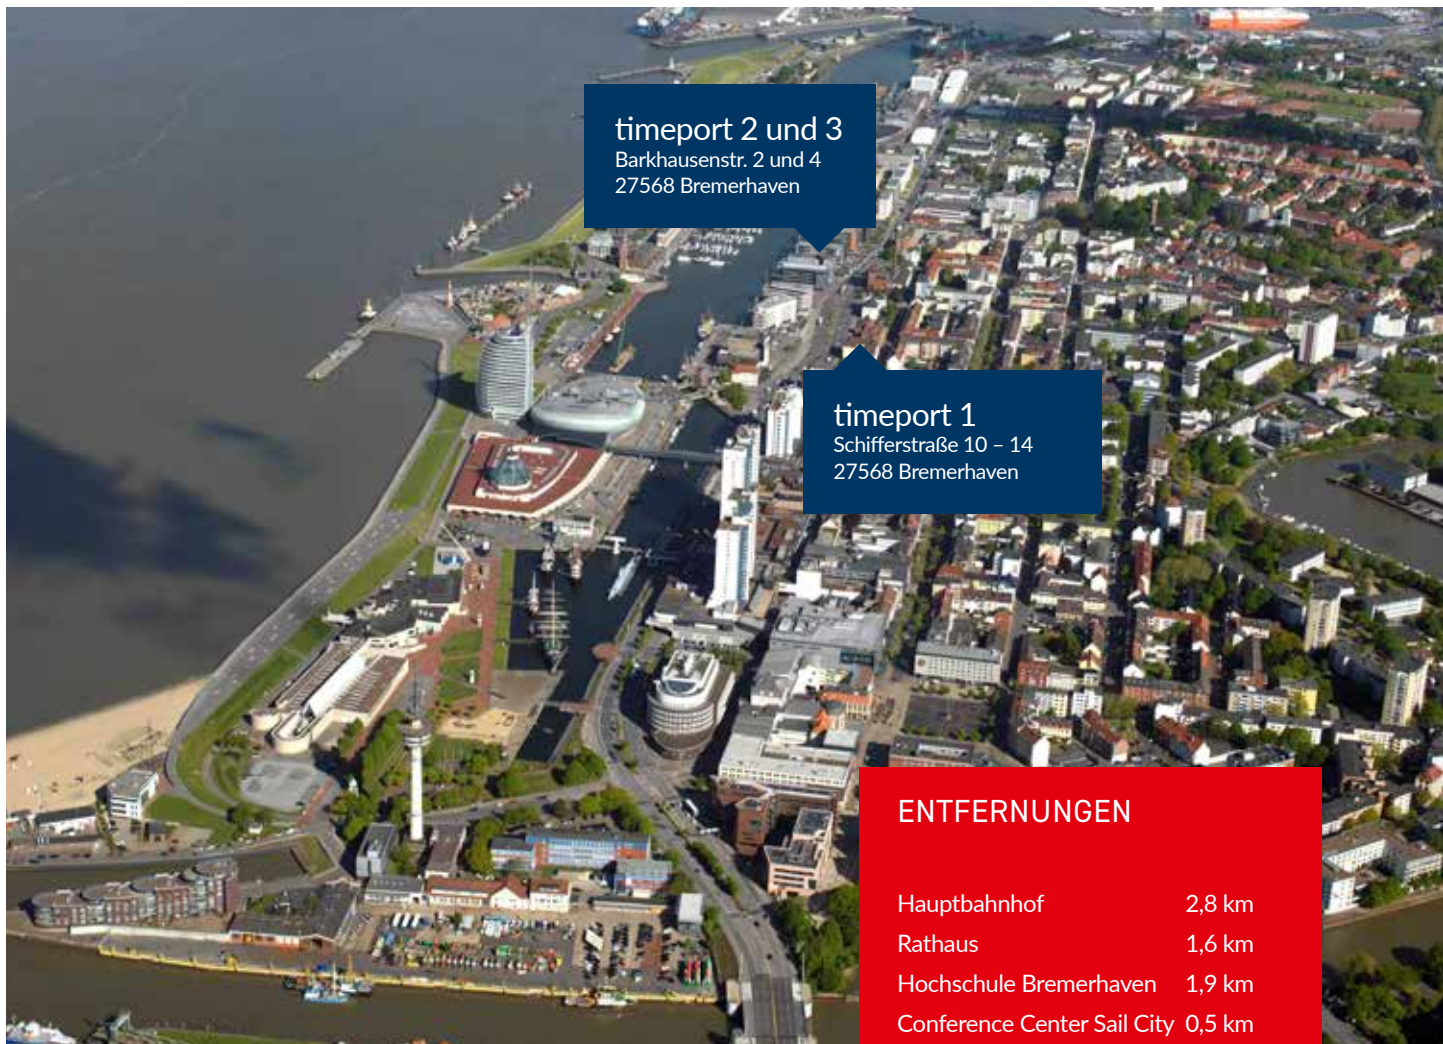 timeport 2 und 3
Barkhausenstr. 2 und 4
27568 Bremerhaven
timeport 1
Schifferstraße 10 – 14
27568 Bremerhaven
ENTFERNUNGEN
Hauptbahnhof 2,8 km
Rathaus 1,6 km
Hochschule Bremerhaven 1,9 km
Conference Center Sail City 0,5 km